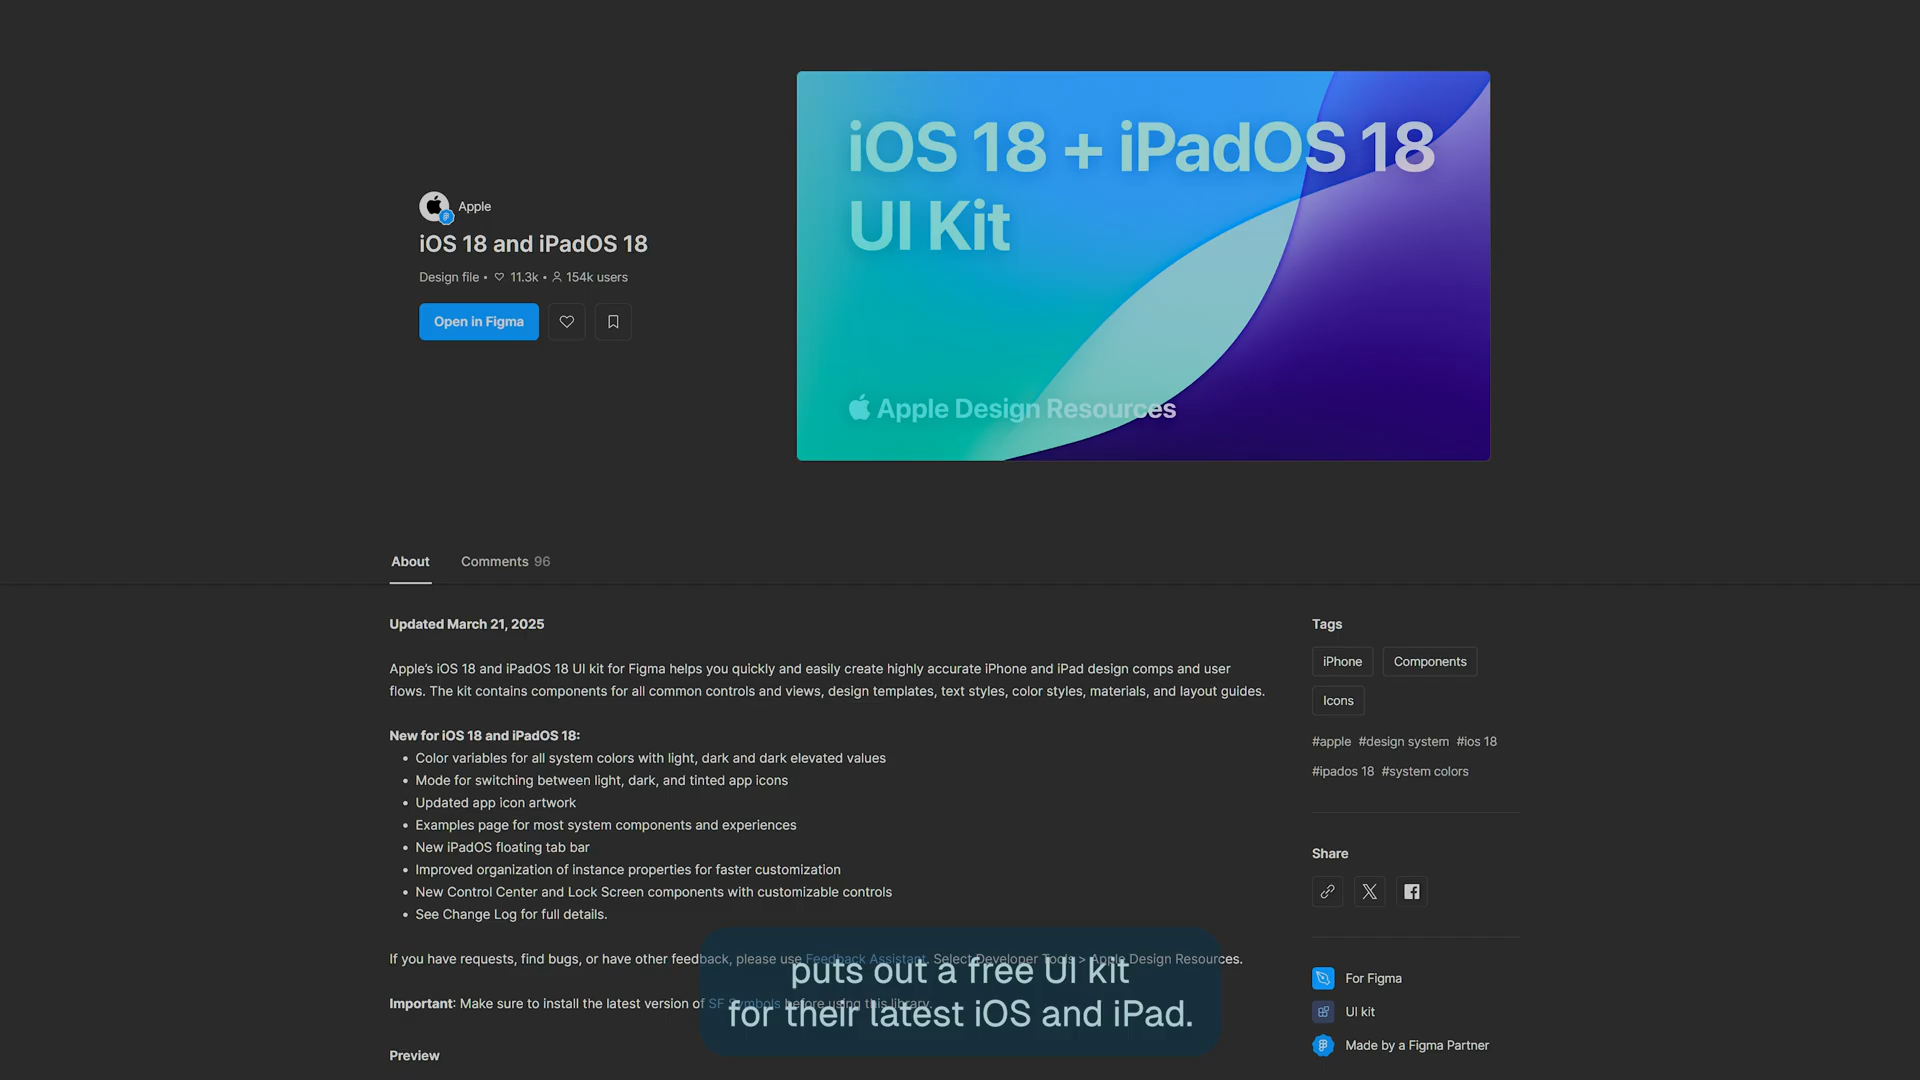 iOS 18 + iPadOS 18
UI Kit
Apple Design Resources
Apple
iOS 18 and iPadOS 18
Design file • 11.3k • 154k users
Open in Figma
About
Comments 96
Updated March 21, 2025
Apple's iOS 18 and iPadOS 18 UI kit for Figma helps you quickly and easily create highly accurate iPhone and iPad design comps and user
flows. The kit contains components for all common controls and views, design templates, text styles, color styles, materials, and layout guides.
New for iOS 18 and iPadOS 18:
• Color variables for all system colors with light, dark and dark elevated values
• Mode for switching between light, dark, and tinted app icons
• Updated app icon artwork
• Examples page for most system components and experiences
• New iPadOS floating tab bar
• Improved organization of instance properties for faster customization
• New Control Center and Lock Screen components with customizable controls
• See Change Log for full details.
If you have requests, find bugs, or have other feedback, please use Feedback Assistant. Select Developer Tools > Apple Design Resources.
Important: Make sure to install the latest version of SF Symbols before using this library.
Preview
Tags
iPhone
Components
Icons
#apple #design system #ios 18
#ipados 18 #system colors
Share
For Figma
UI kit
Made by a Figma Partner
puts out a free UI kit
for their latest iOS and iPad.